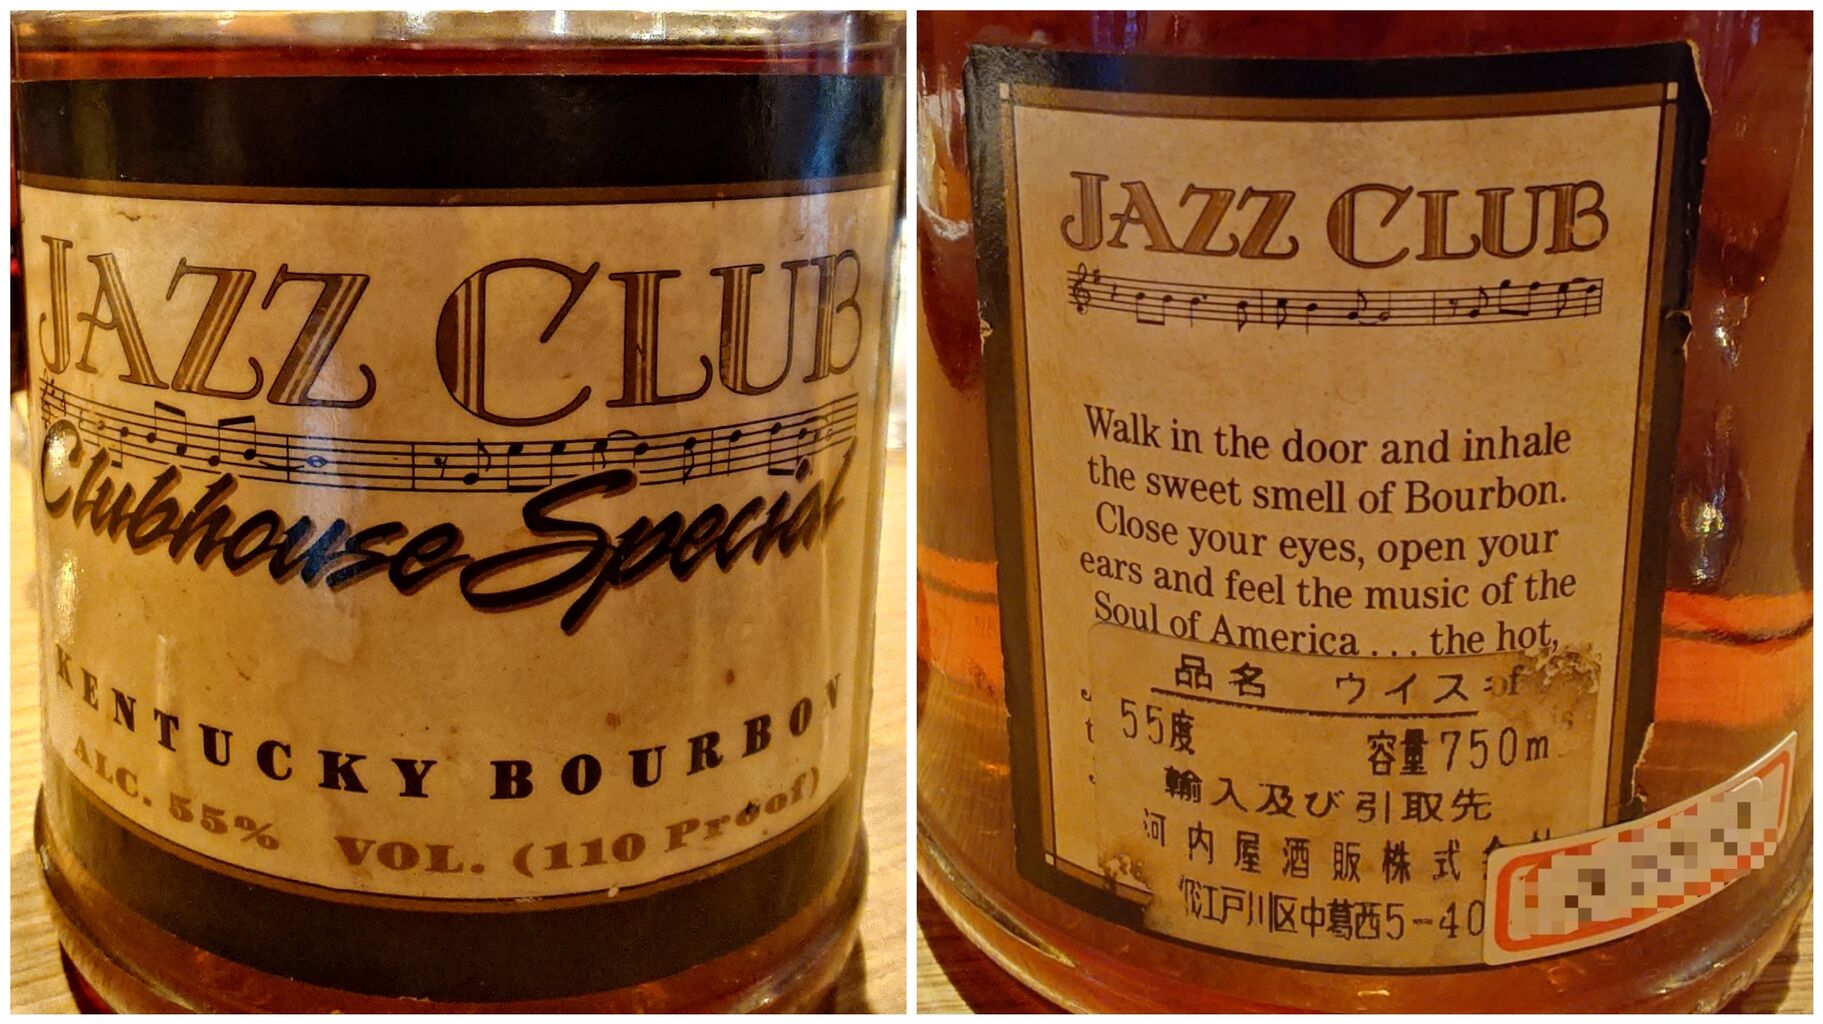 JAZZ CLUB
Clubhouse Special
KENTUCKY BOURBON
ALC. 55% VOL. (110 Proof)
JAZZ CLUB
Walk in the door and inhale
the sweet smell of Bourbon.
Close your eyes, open your
ears and feel the music of the
Soul of America . . . the hot,
品名 ウイス of
55度 容量750m
輸入及び引取先
河内屋酒販株式会社
江戸川区中葛西5-40